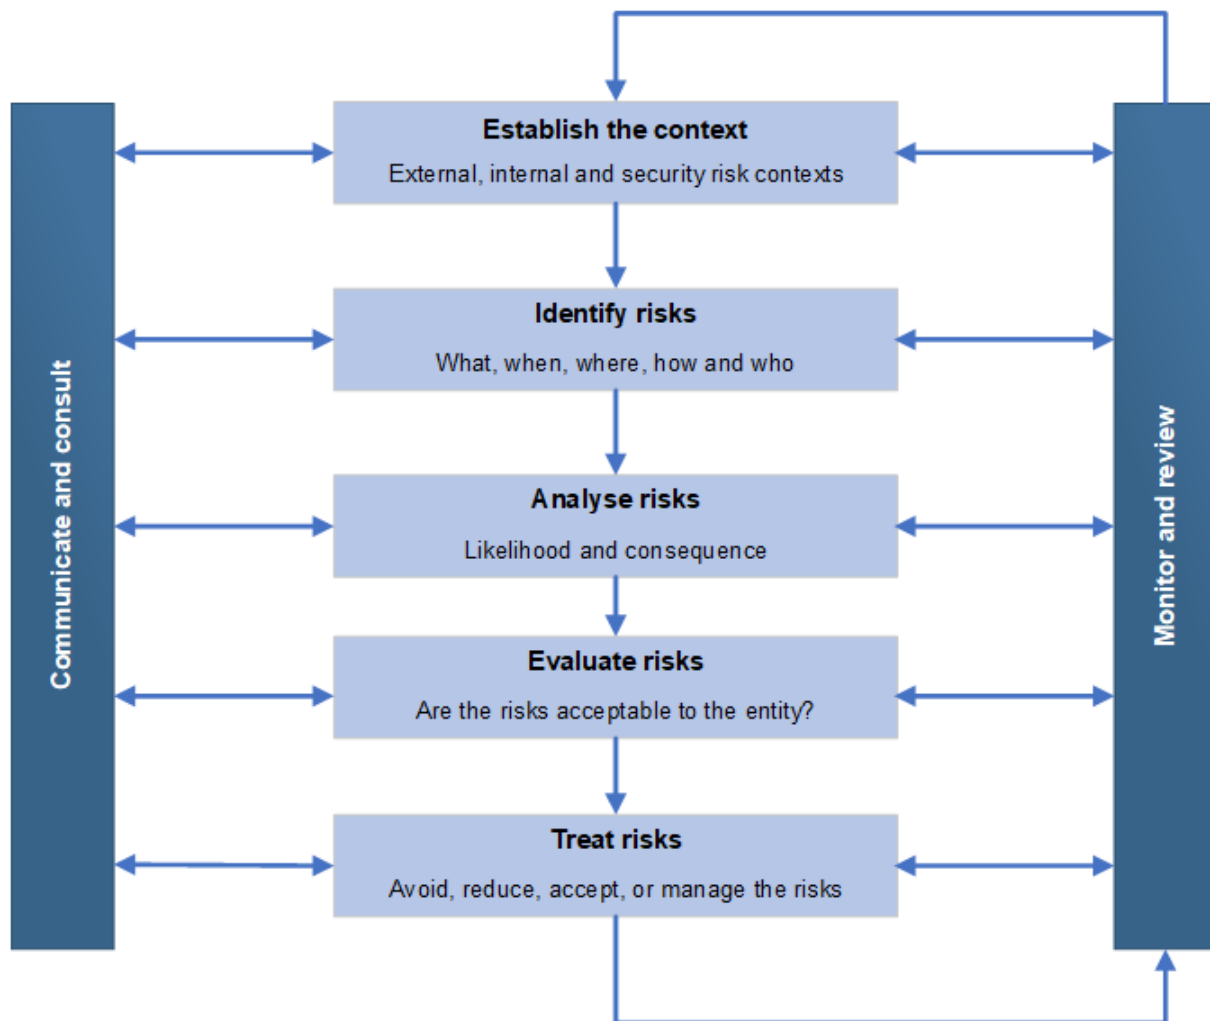 Establish the context
External, internal and security risk contexts
Identify risks
What, when, where, how and who
Analyse risks
Likelihood and consequence
Evaluate risks
Are the risks acceptable to the entity?
Treat risks
Avoid, reduce, accept, or manage the risks
Communicate and consult
Monitor and review